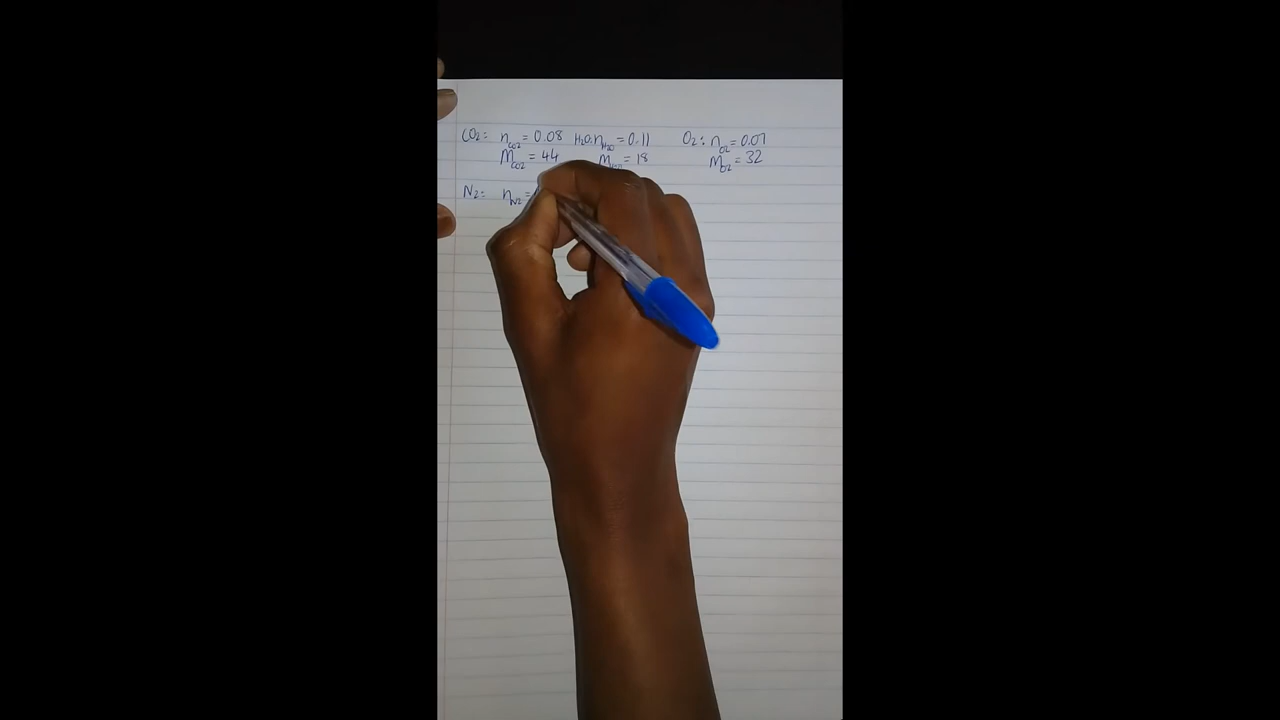 CO2: nCO2 = 0.08 H2O: nH2O = 0.11 O2: nO2 = 0.07
MCO2 = 44 = 18 MO2 = 32
N2: nN2 =